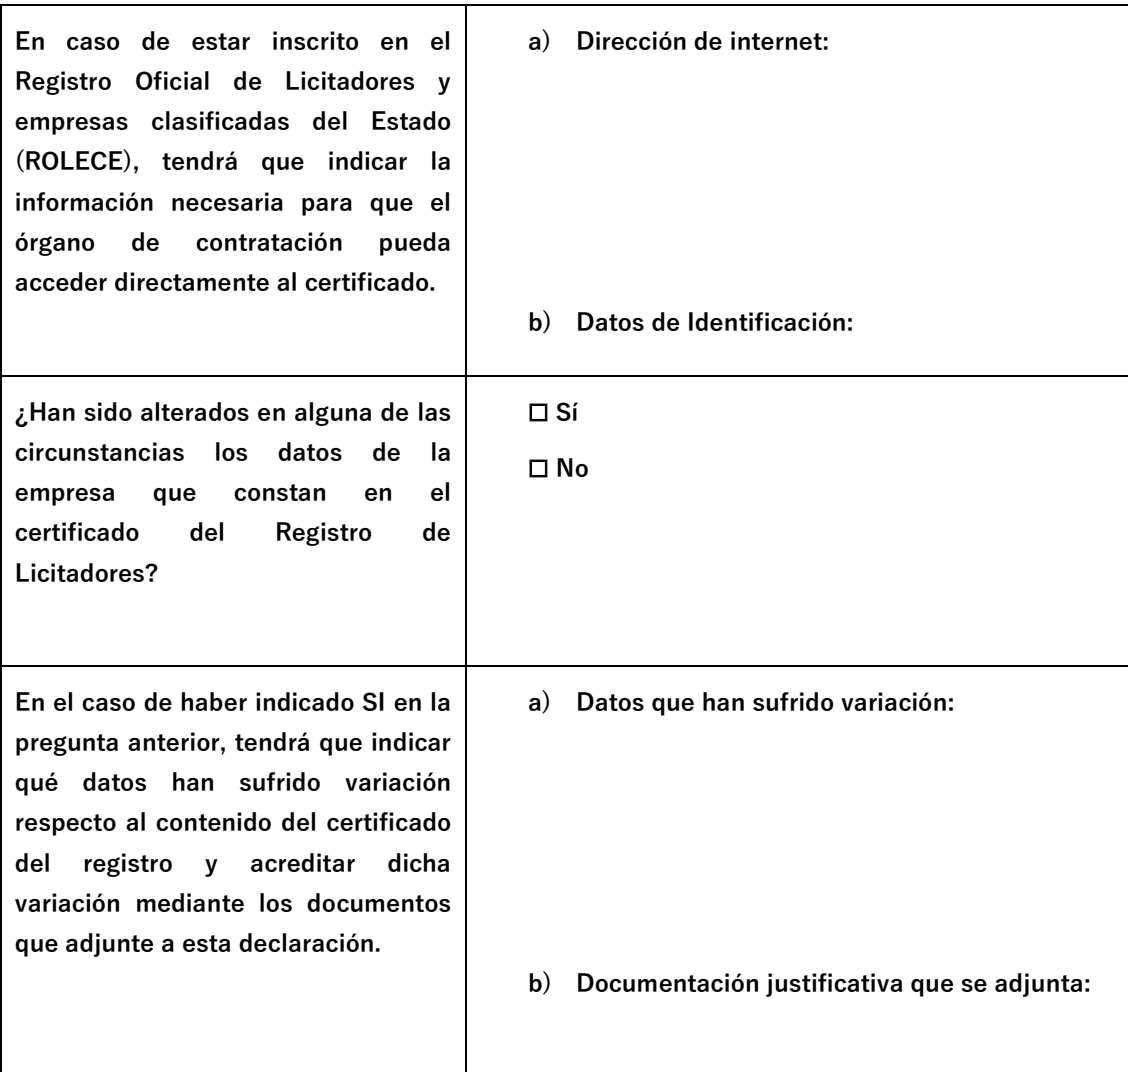 En caso de estar inscrito en el
Registro Oficial de Licitadores y
empresas clasificadas del Estado
(ROLECE), tendrá que indicar la
información necesaria para que el
órgano de contratación pueda
acceder directamente al certificado.
a) Dirección de internet:
b) Datos de Identificación:
¿Han sido alterados en alguna de las
circunstancias los datos de la
empresa que constan en el
certificado del Registro de
Licitadores?
☐ Sí
☐ No
En el caso de haber indicado SI en la
pregunta anterior, tendrá que indicar
qué datos han sufrido variación
respecto al contenido del certificado
del registro y acreditar dicha
variación mediante los documentos
que adjunte a esta declaración.
a) Datos que han sufrido variación:
b) Documentación justificativa que se adjunta: